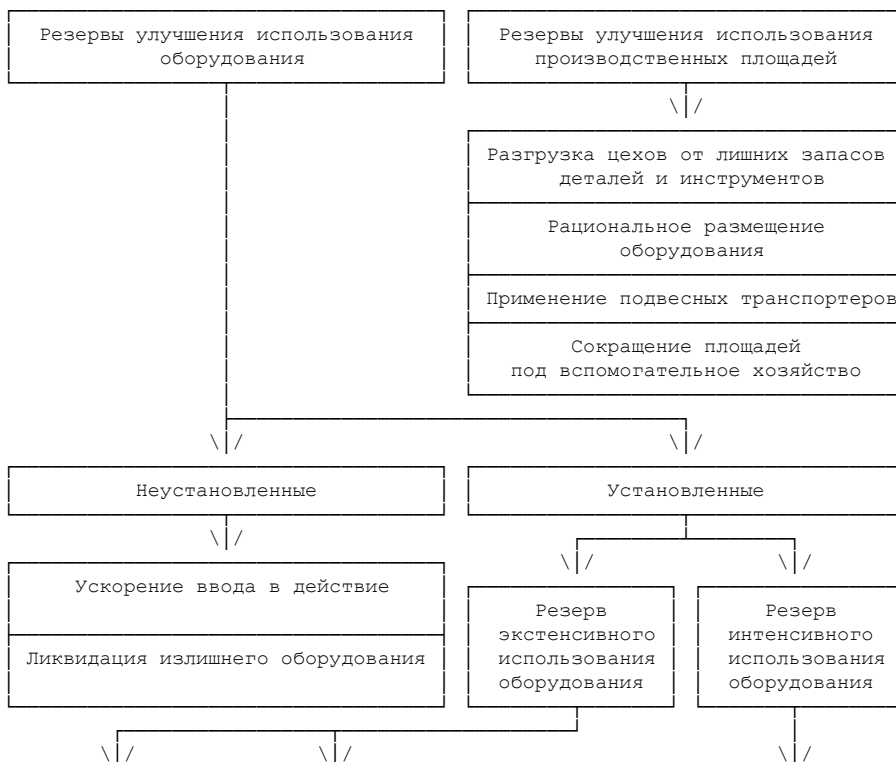 Резервы улучшения использования
оборудования
Резервы улучшения использования
производственных площадей
Разгрузка цехов от лишних запасов
деталей и инструментов
Рациональное размещение
оборудования
Применение подвесных транспортеров
Сокращение площадей
под вспомогательное хозяйство
Неустановленные
Установленные
Ускорение ввода в действие
Ликвидация излишнего оборудования
Резерв
экстенсивного
использования
оборудования
Резерв
интенсивного
использования
оборудования